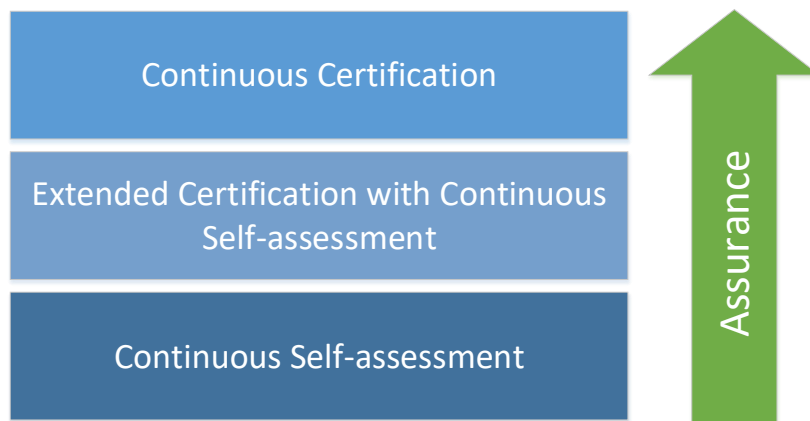 Continuous Certification
Extended Certification with Continuous
Self-assessment
Continuous Self-assessment
Assurance